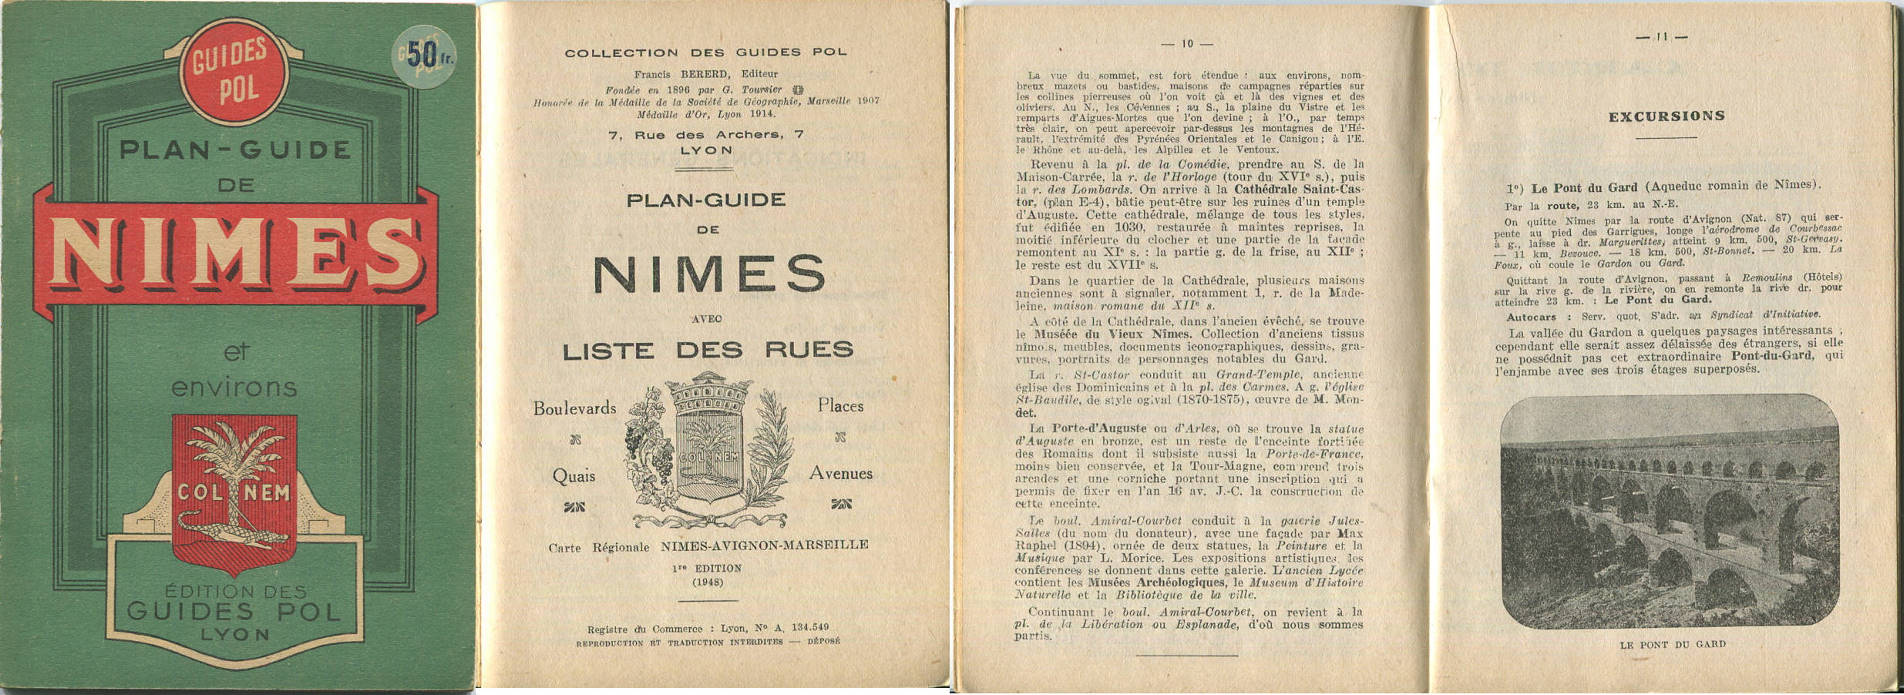 GUIDES
POL
50 fr.
PLAN-GUIDE
DE
NIMES
et
environs
COL NEM
ÉDITION DES
GUIDES POL
LYON
COLLECTION DES GUIDES POL
Francis BERERD, Editeur
Fondée en 1896 par G. Toursier
Honorée de la Médaille de la Société de Géographie, Marseille 1907
Médaille d'Or, Lyon 1914.
7, Rue des Archers, 7
LYON
PLAN-GUIDE
DE
NIMES
AVEC
LISTE DES RUES
Boulevards
Places
COL NEM
Quais
Avenues
Carte Régionale NIMES-AVIGNON-MARSEILLE
1re EDITION
(1948)
Registre du Commerce : Lyon, N° A. 134.549
REPRODUCTION ET TRADUCTION INTERDITES — DÉPOSÉ
— 10 —
La vue du sommet, est fort étendue : aux environs, nom-
breux mazets ou bastides, maisons de campagnes réparties sur
les collines pierreuses où l'on voit çà et là des vignes et des
oliviers. Au N., les Cévennes ; au S., la plaine du Vistre et les
remparts d'Aigues-Mortes que l'on devine ; à l'O., par temps
très clair, on peut apercevoir par-dessus les montagnes de l'Hé-
rault, l'extrémité des Pyrénées Orientales et le Canigou ; à l'E.
le Rhône et au-delà, les Alpilles et le Ventoux.
Revenu à la pl. de la Comédie, prendre au S. de la
Maison-Carrée, la r. de l'Horloge (tour du XVIe s.), puis
la r. des Lombards. On arrive à la Cathédrale Saint-Cas-
tor, (plan E-4), bâtie peut-être sur les ruines d'un temple
d'Auguste. Cette cathédrale, mélange de tous les styles,
fut édifiée en 1030, restaurée à maintes reprises, la
moitié inférieure du clocher et une partie de la façade
remontent au XIe s. : la partie g. de la frise, au XIIe ;
le reste est du XVIIe s.
Dans le quartier de la Cathédrale, plusieurs maisons
anciennes sont à signaler, notamment 1, r. de la Made-
leine, maison romane du XIIe s.
A côté de la Cathédrale, dans l'ancien évêché, se trouve
le Muséée du Vieux Nîmes. Collection d'anciens tissus
nîmois, meubles, documents iconographiques, dessins, gra-
vures, portraits de personnages notables du Gard.
La r. St-Castor conduit au Grand-Temple, ancienne
église des Dominicains et à la pl. des Carmes. A g. l'église
St-Baudile, de style ogival (1870-1875), œuvre de M. Mon-
det.
La Porte-d'Auguste ou d'Arles, où se trouve la statue
d'Auguste en bronze, est un reste de l'enceinte fortifiée
des Romains dont il subsiste aussi la Porte-de-France,
moins bien conservée, et la Tour-Magne, comprend trois
arcades et une corniche portant une inscription qui a
permis de fixer en l'an 16 av. J.-C. la construction de
cette enceinte.
Le boul. Amiral-Courbet conduit à la galerie Jules-
Salles (du nom du donateur), avec une façade par Max
Raphel (1894), ornée de deux statues, la Peinture et la
Musique par L. Morice. Les expositions artistiques, les
conférences se donnent dans cette galerie. L'ancien Lycée
contient les Musées Archéologiques, le Museum d'Histoire
Naturelle et la Bibliotèque de la ville.
Continuant le boul. Amiral-Courbet, on revient à la
pl. de la Libération ou Esplanade, d'où nous sommes
partis.
— 11 —
EXCURSIONS
1°) Le Pont du Gard (Aqueduc romain de Nîmes).
Par la route, 23 km. au N.-E.
On quitte Nîmes par la route d'Avignon (Nat. 87) qui ser-
pente au pied des Garrigues, longe l'aérodrome de Courbessac
à g., laisse à dr. Marguerittes, atteint 9 km. 500, St-Gervasy.
— 11 km. Bezouce. — 18 km. 500, St-Bonnet. — 20 km. La
Foux, où coule le Gardon ou Gard.
Quittant la route d'Avignon, passant à Remoulins (Hôtels)
sur la rive g. de la rivière, on en remonte la rive dr. pour
atteindre 23 km. : Le Pont du Gard.
Autocars : Serv. quot. S'adr. au Syndicat d'Initiative.
La vallée du Gardon a quelques paysages intéressants ;
cependant elle serait assez délaissée des étrangers, si elle
ne possédait pas cet extraordinaire Pont-du-Gard, qui
l'enjambe avec ses trois étages superposés.
LE PONT DU GARD